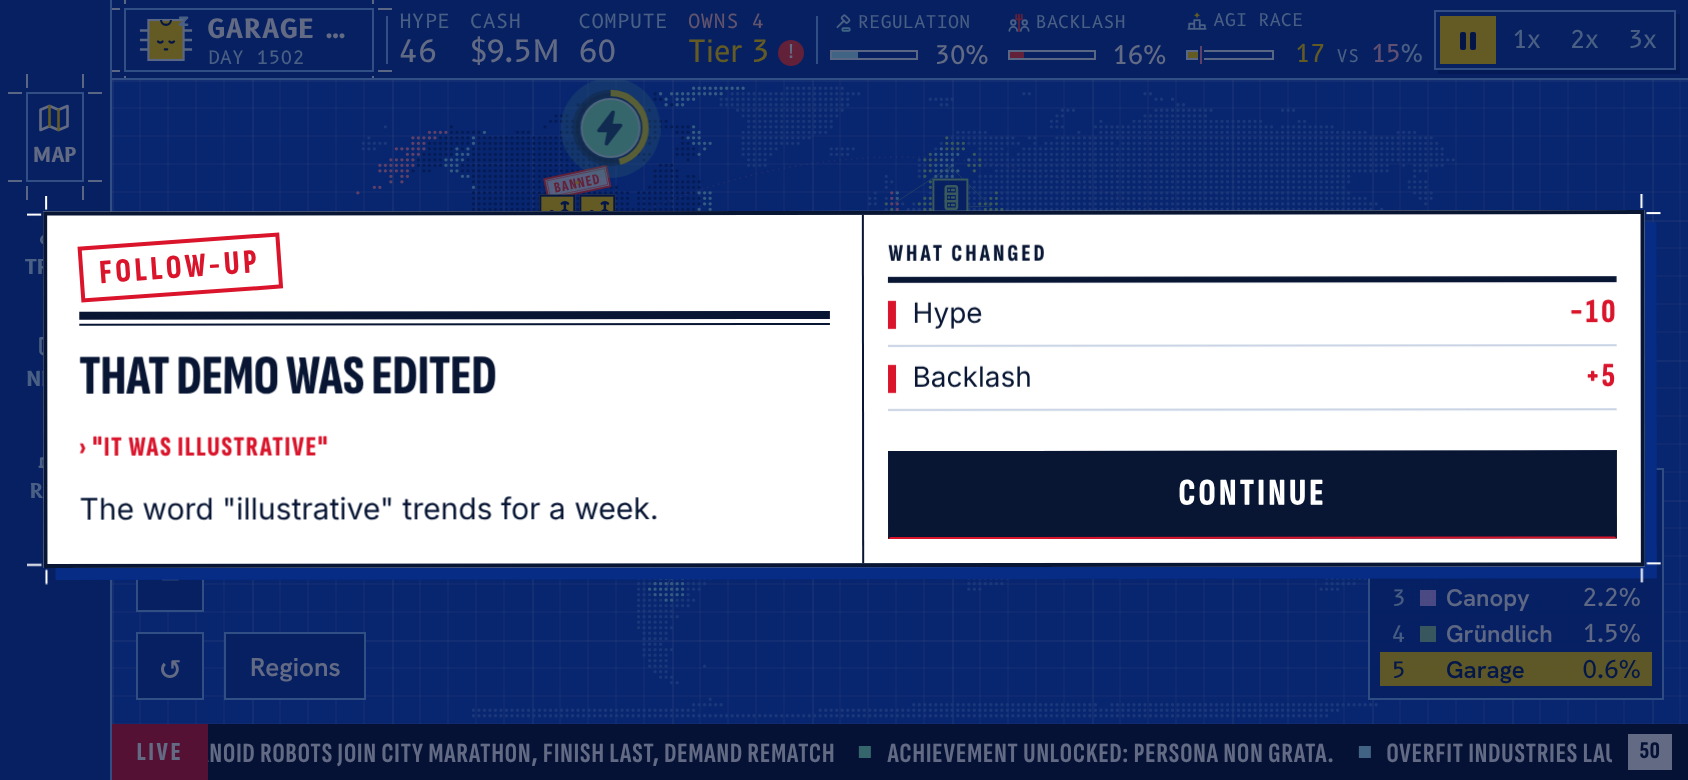 GARAGE ...
DAY 1502
HYPE
46
CASH
$9.5M
COMPUTE
60
OWNS 4
Tier 3 !
REGULATION
30%
BACKLASH
16%
AGI RACE
17 VS 15%
1x 2x 3x
MAP
BANNED
FOLLOW-UP
THAT DEMO WAS EDITED
› "IT WAS ILLUSTRATIVE"
The word "illustrative" trends for a week.
WHAT CHANGED
Hype -10
Backlash +5
CONTINUE
3 Canopy 2.2%
4 Gründlich 1.5%
5 Garage 0.6%
↺ Regions
LIVE
NOID ROBOTS JOIN CITY MARATHON, FINISH LAST, DEMAND REMATCH ACHIEVEMENT UNLOCKED: PERSONA NON GRATA. OVERFIT INDUSTRIES
50